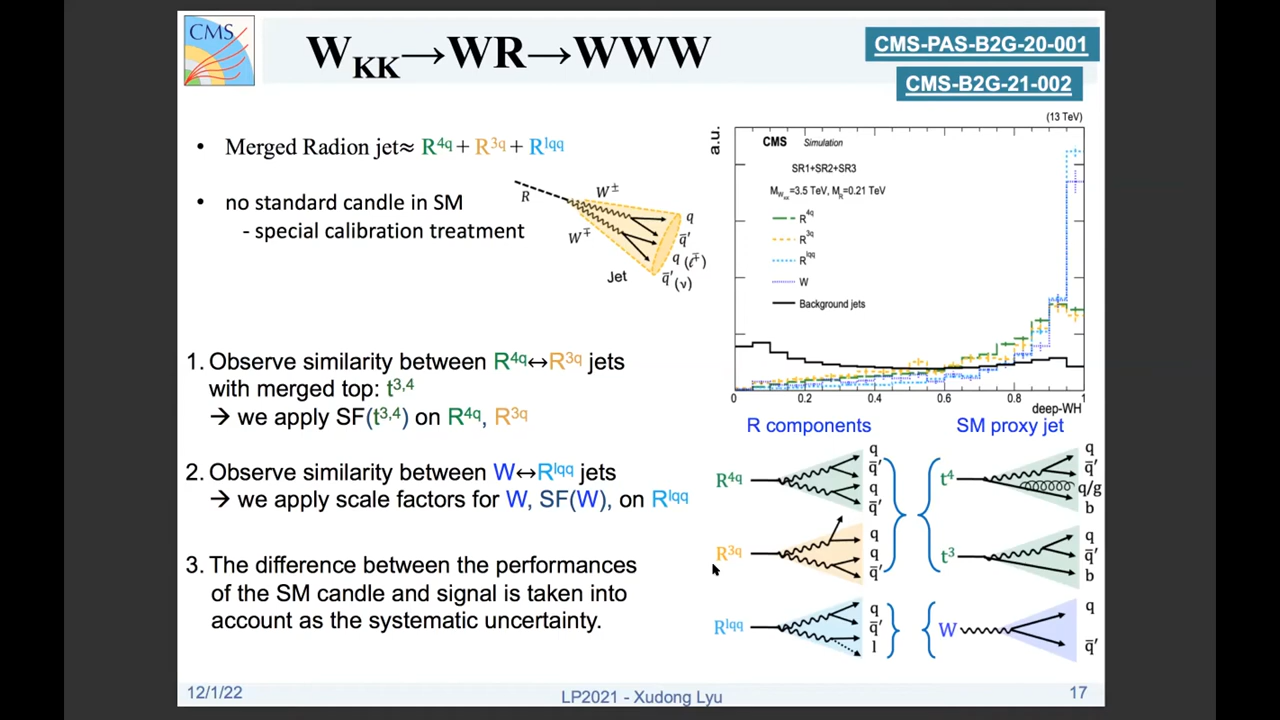 CMS
W_KK→WR→WWW
CMS-PAS-B2G-20-001
CMS-B2G-21-002
• Merged Radion jet≈ R^4q + R^3q + R^lqq
• no standard candle in SM
- special calibration treatment
R
W±
W∓
Jet
q
q̄'
q (ℓ∓)
q̄'(ν)
(13 TeV)
a.u.
CMS Simulation
SR1+SR2+SR3
M_W_KK=3.5 TeV, M_R=0.21 TeV
R^4q
R^3q
R^lqq
W
Background jets
0 0.2 0.4 0.6 0.8 1
deep-WH
1. Observe similarity between R^4q↔R^3q jets
with merged top: t^3,4
→ we apply SF(t^3,4) on R^4q, R^3q
2. Observe similarity between W↔R^lqq jets
→ we apply scale factors for W, SF(W), on R^lqq
3. The difference between the performances
of the SM candle and signal is taken into
account as the systematic uncertainty.
R components
SM proxy jet
R^4q
q
q̄'
q
q̄'
t^4
q
q̄'
q/g
b
R^3q
q
q
q̄'
t^3
q
q̄'
b
R^lqq
q
q̄'
l
W
q
q̄'
12/1/22
LP2021 - Xudong Lyu
17